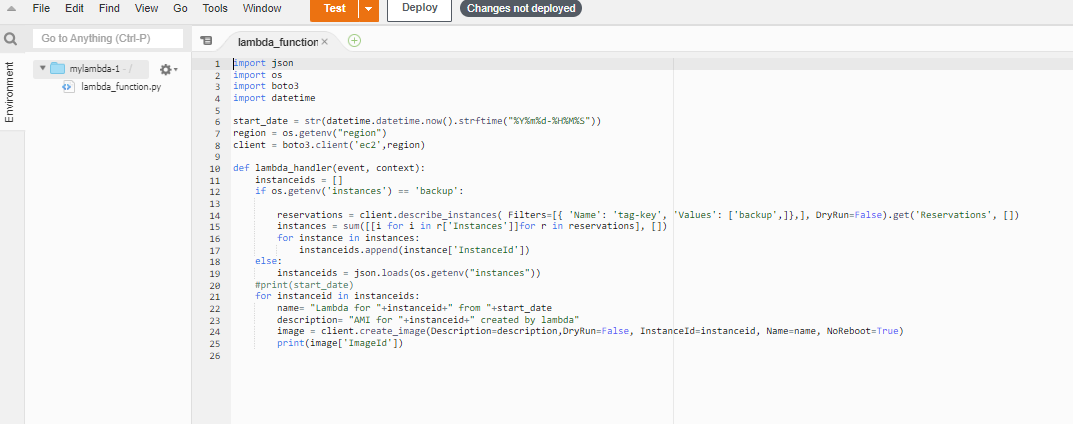 File Edit Find View Go Tools Window Test Deploy Changes not deployed
Go to Anything (Ctrl-P)
lambda_function
Environment
mylambda-1 - /
lambda_function.py
1 import json
2 import os
3 import boto3
4 import datetime
5
6 start_date = str(datetime.datetime.now().strftime("%Y%m%d-%H%M%S"))
7 region = os.getenv("region")
8 client = boto3.client('ec2',region)
9
10 def lambda_handler(event, context):
11 instanceids = []
12 if os.getenv('instances') == 'backup':
13
14 reservations = client.describe_instances( Filters=[{ 'Name': 'tag-key', 'Values': ['backup',]},], DryRun=False).get('Reservations', [])
15 instances = sum([[i for i in r['Instances']]for r in reservations], [])
16 for instance in instances:
17 instanceids.append(instance['InstanceId'])
18 else:
19 instanceids = json.loads(os.getenv("instances"))
20 #print(start_date)
21 for instanceid in instanceids:
22 name= "Lambda for "+instanceid+" from "+start_date
23 description= "AMI for "+instanceid+" created by lambda"
24 image = client.create_image(Description=description,DryRun=False, InstanceId=instanceid, Name=name, NoReboot=True)
25 print(image['ImageId'])
26